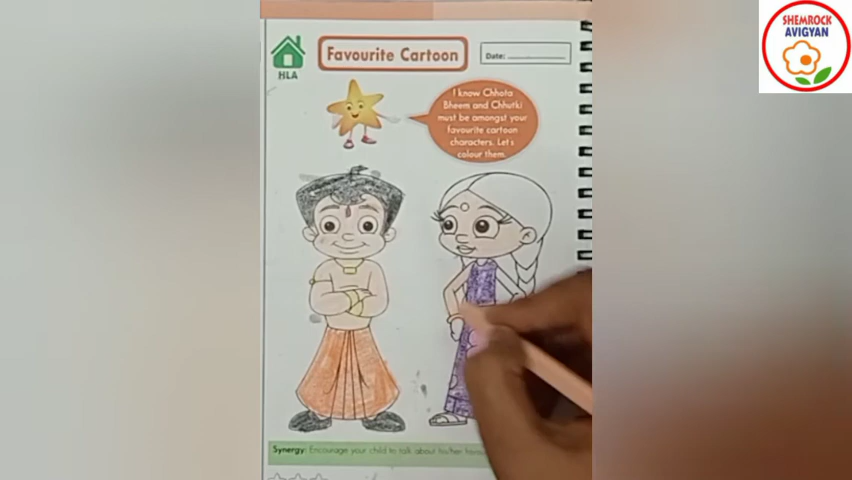 SHEMROCK
AVIGYAN
Favourite Cartoon
Date:
HLA
I know Chhota
Bheem and Chhutki
must be amongst your
favourite cartoon
characters. Let s
colour them.
Synergy: Encourage your child to talk about his/her